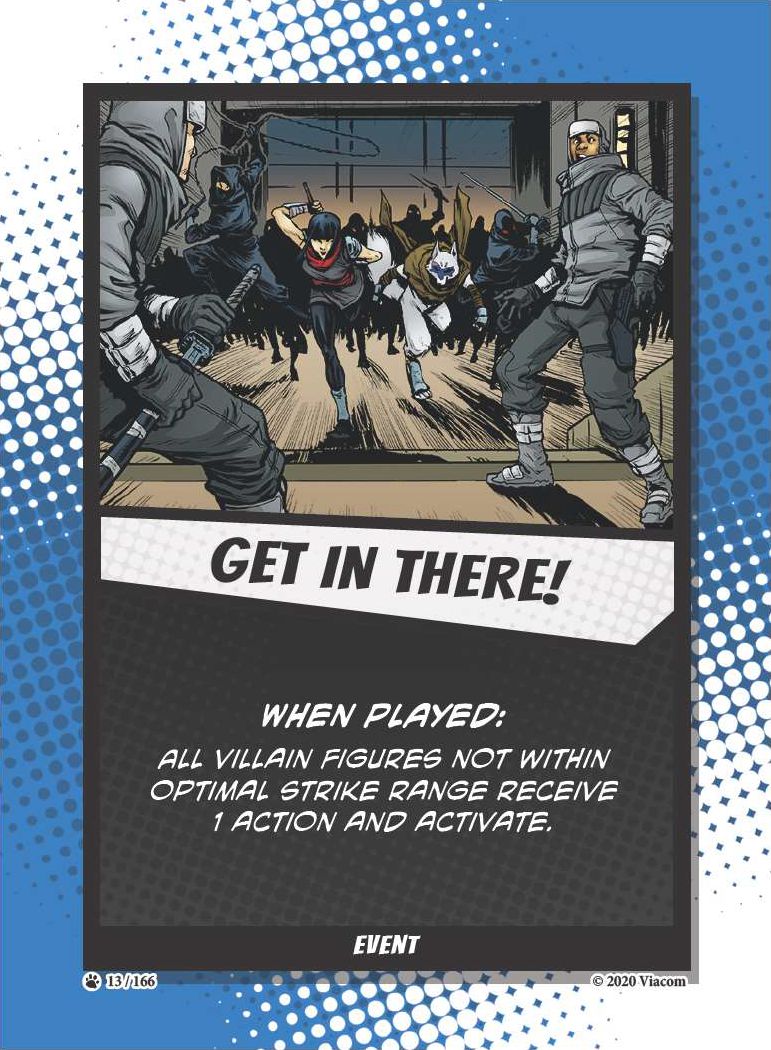 GET IN THERE!
WHEN PLAYED:
ALL VILLAIN FIGURES NOT WITHIN
OPTIMAL STRIKE RANGE RECEIVE
1 ACTION AND ACTIVATE.
EVENT
13/166
© 2020 Viacom